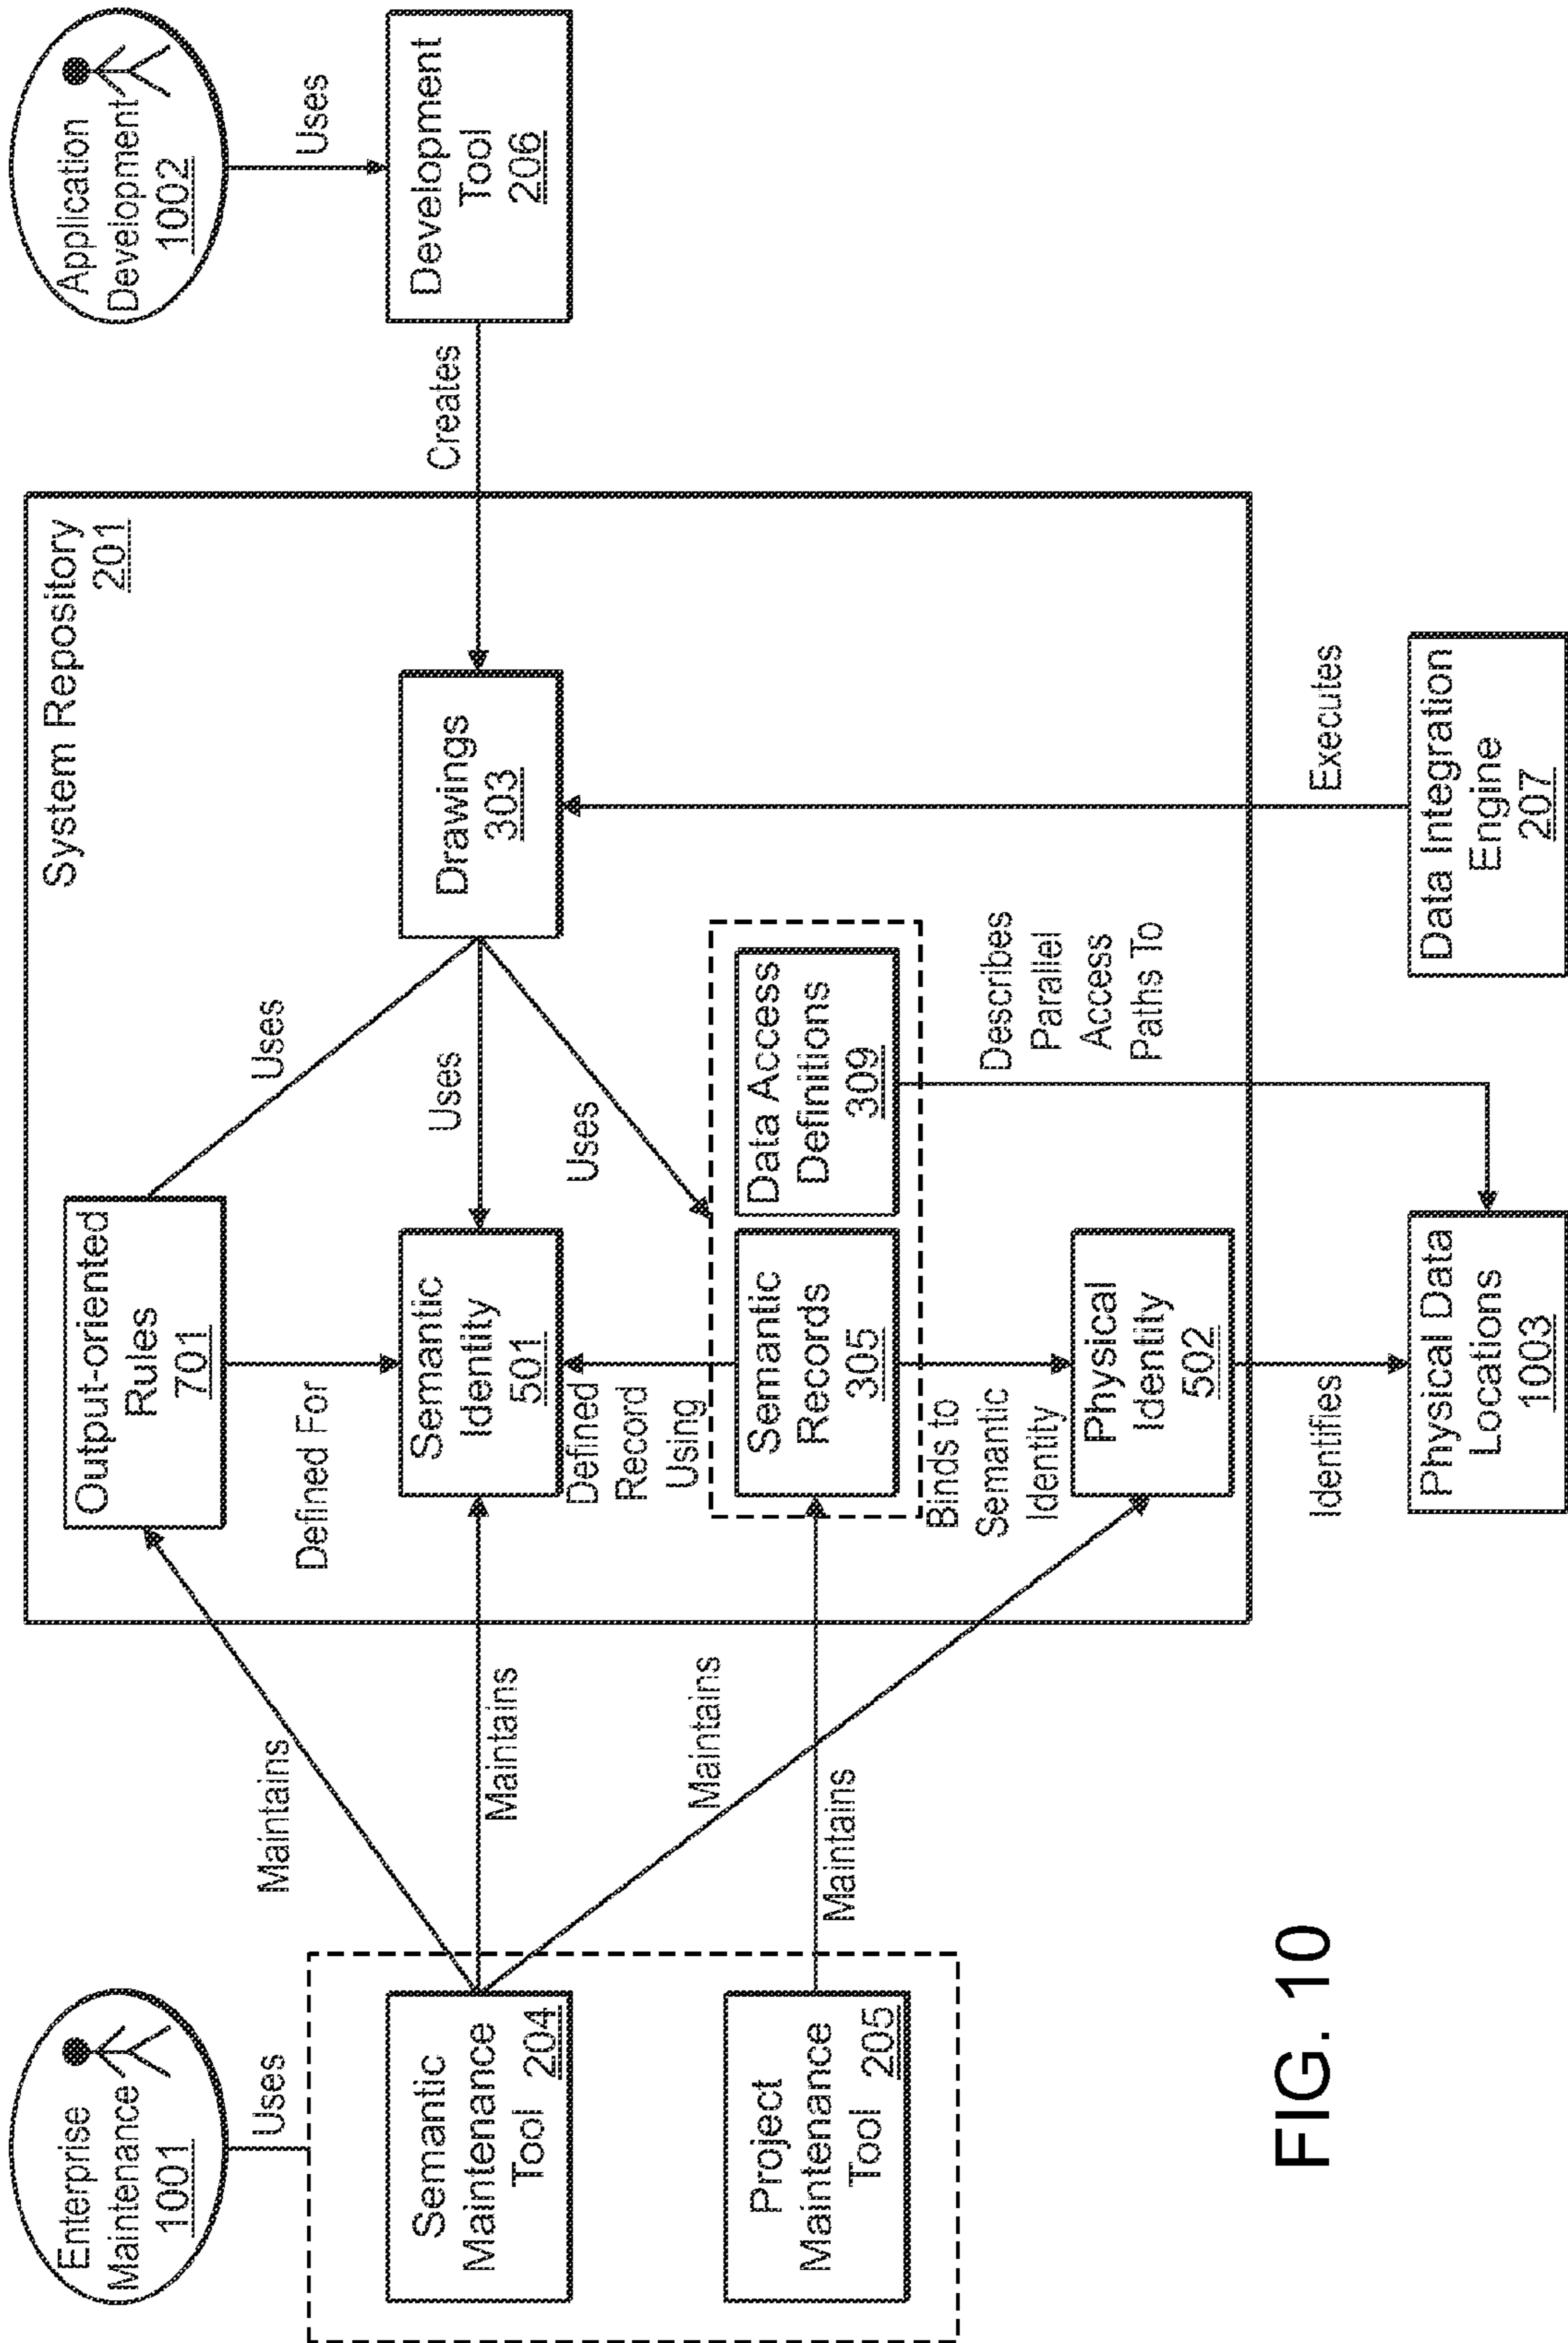 Enterprise
Maintenance
1001
Uses
Semantic
Maintenance
Tool 204
Project
Maintenance
Tool 205
Maintains
Maintains
Maintains
Maintains
System Repository
201
Output-oriented
Rules
701
Defined For
Semantic
Identity
501
Defined
Record
Using
Semantic
Records
305
Data Access
Definitions
309
Binds to
Semantic
Identity
Physical
Identity
502
Identifies
Physical Data
Locations
1003
Describes
Parallel
Access
Paths To
Uses
Uses
Uses
Drawings
303
Executes
Data Integration
Engine
207
Creates
Application
Development
1002
Uses
Development
Tool
206
FIG. 10